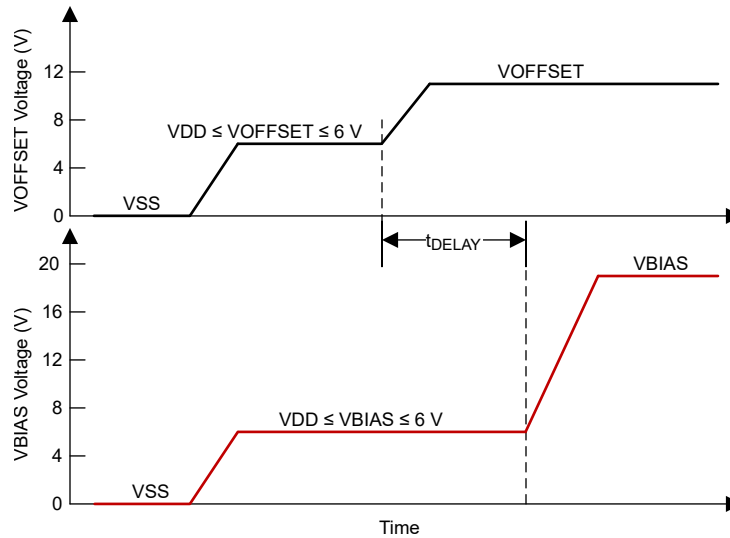 VOFFSET Voltage (V)
12
8
4
0
VSS
VDD ≤ VOFFSET ≤ 6 V
VOFFSET
tDELAY
VBIAS Voltage (V)
20
16
12
8
4
0
VSS
VDD ≤ VBIAS ≤ 6 V
VBIAS
Time